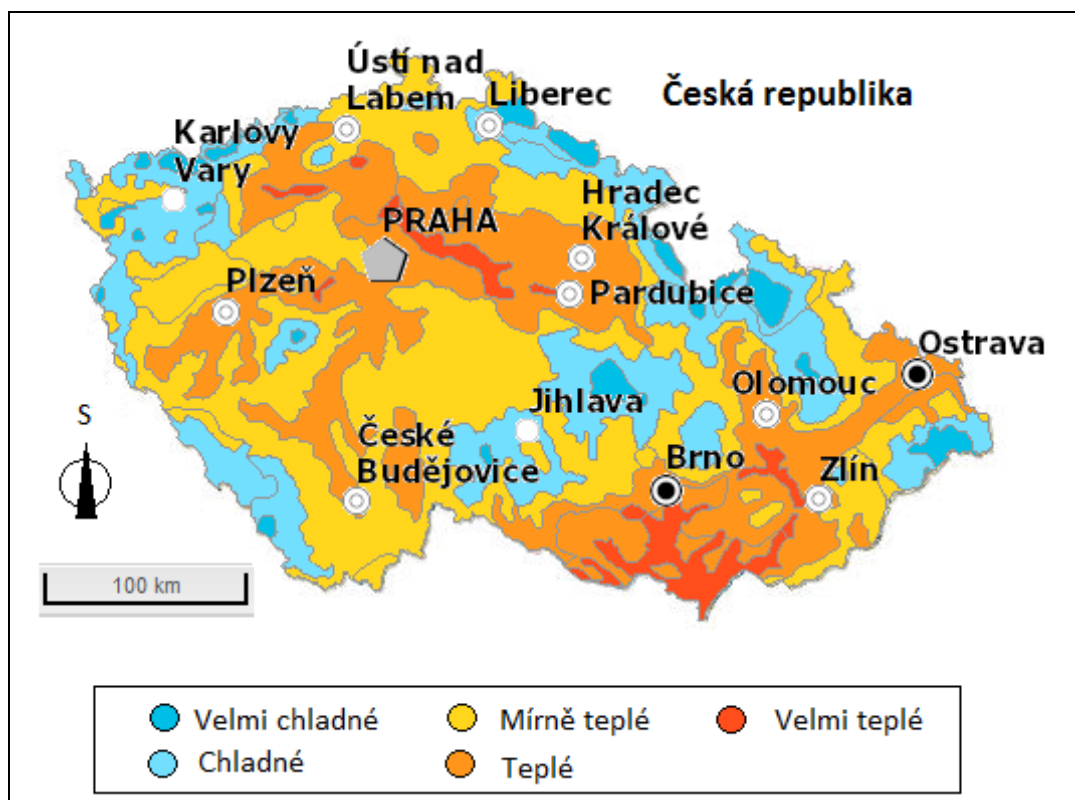 Ústí nad
Labem
Liberec
Česká republika
Karlovy
Vary
Hradec
Králové
PRAHA
Plzeň
Pardubice
Ostrava
Olomouc
Jihlava
S
České
Budějovice
Brno
Zlín
100 km
Velmi chladné
Mírně teplé
Velmi teplé
Chladné
Teplé